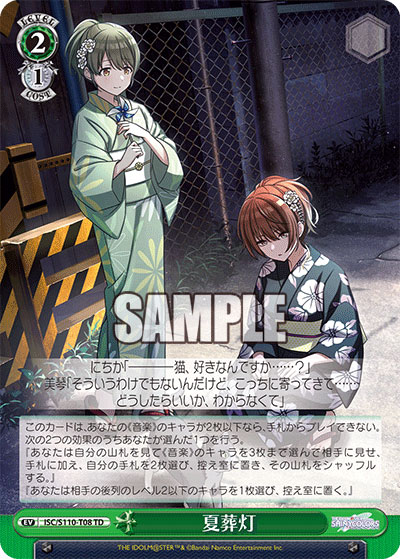 LEVEL
2
1
COST
SAMPLE
にちか「────猫、好きなんですか……？」
美琴「そういうわけでもないんだけど、こっちに寄ってきて……
どうしたらいいか、わからなくて」
このカードは、あなたの《音楽》のキャラが2枚以下なら、手札からプレイできない。
次の2つの効果のうちあなたが選んだ1つを行う。
『あなたは自分の山札を見て《音楽》のキャラを3枚まで選んで相手に見せ、
手札に加え、自分の手札を2枚選び、控え室に置き、その山札をシャッフル
する。』
『あなたは相手の後列のレベル2以下のキャラを1枚選び、控え室に置く。』
EV ISC/S110-T08 TD
夏葬灯
SHINYCOLORS
THE IDOLM@STER™& ©Bandai Namco Entertainment Inc.